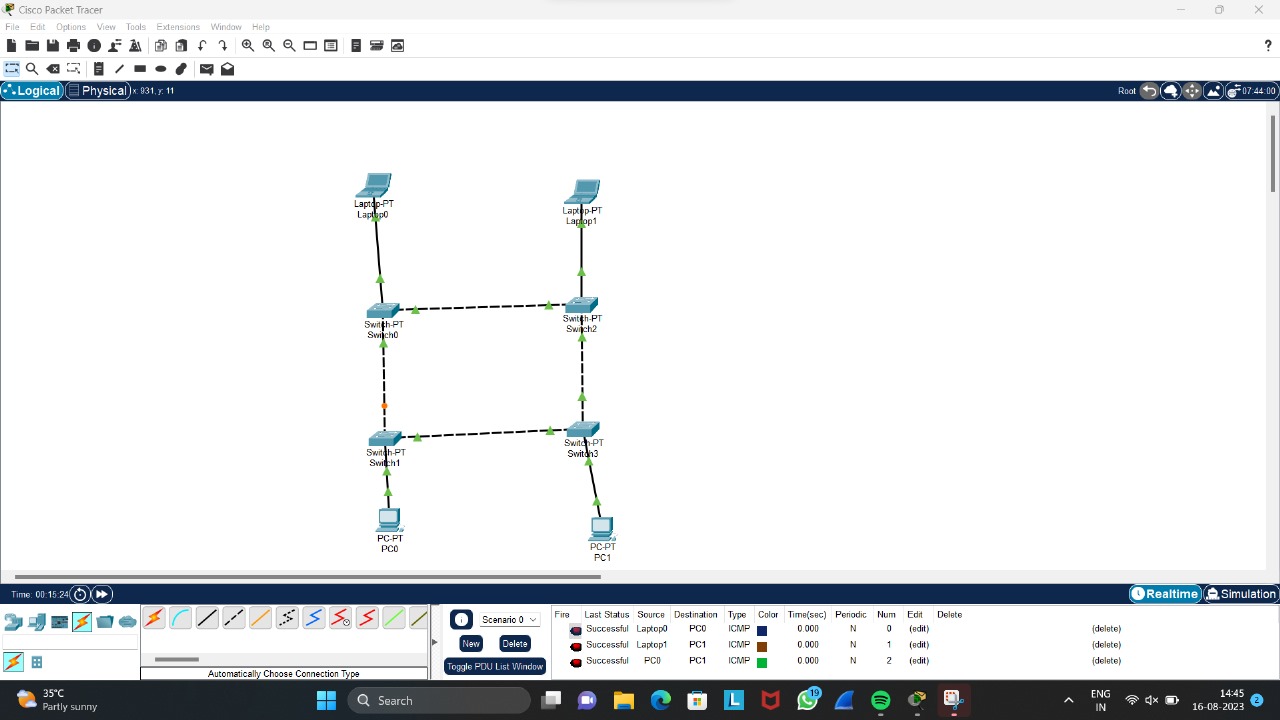 Cisco Packet Tracer
File Edit Options View Tools Extensions Window Help
?
Logical Physical x: 931, y: 11 Root 07:44:00
Laptop-PT
Laptop0
Laptop-PT
Laptop1
Switch-PT
Switch0
Switch-PT
Switch2
Switch-PT
Switch1
Switch-PT
Switch3
PC-PT
PC0
PC-PT
PC1
Time: 00:15:24 Realtime Simulation
Scenario 0
New Delete
Toggle PDU List Window
Automatically Choose Connection Type
Fire Last Status Source Destination Type Color Time(sec) Periodic Num Edit Delete
Successful Laptop0 PC0 ICMP 0.000 N 0 (edit) (delete)
Successful Laptop1 PC1 ICMP 0.000 N 1 (edit) (delete)
Successful PC0 PC1 ICMP 0.000 N 2 (edit) (delete)
35°C
Partly sunny
Search
L
19
ENG
IN
14:45
16-08-2023
2